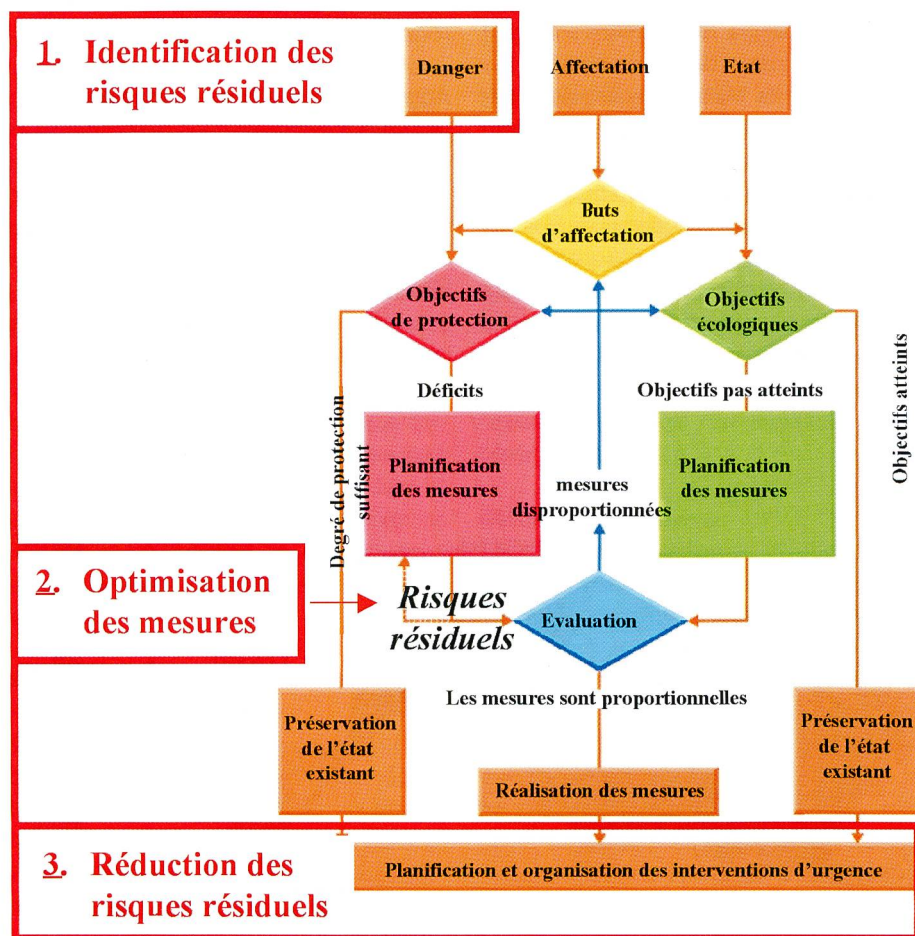 1. Identification des
risques résiduels
Danger
Affectation
Etat
Buts
d'affectation
Objectifs
de protection
Objectifs
écologiques
Déficits
Objectifs pas atteints
Degré de protection
suffisant
Objectifs atteints
Planification
des mesures
mesures
disproportionnées
Planification
des mesures
2. Optimisation
des mesures
Risques
résiduels
Evaluation
Les mesures sont proportionnelles
Préservation
de l'état
existant
Réalisation des mesures
Préservation
de l'état
existant
3. Réduction des
risques résiduels
Planification et organisation des interventions d'urgence